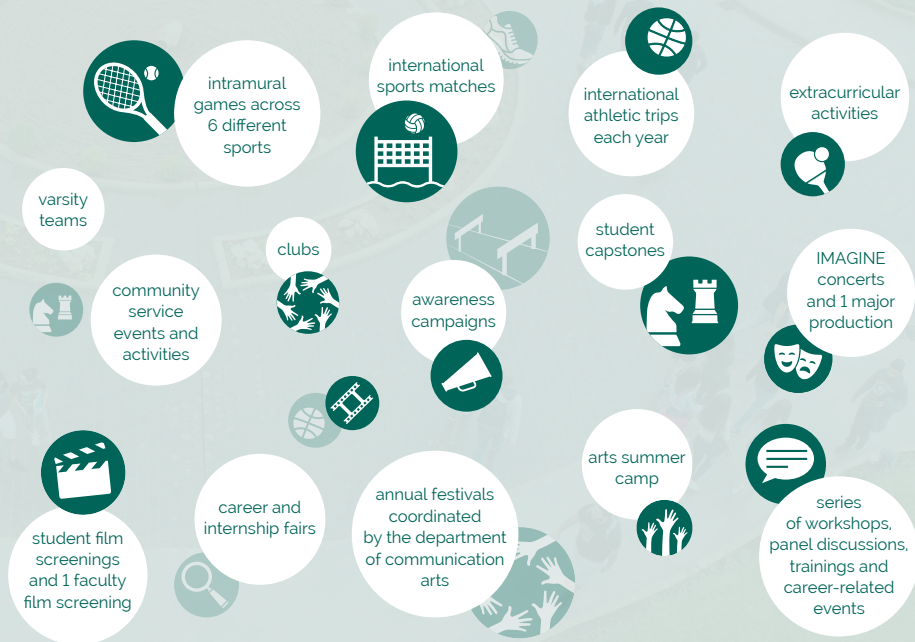 intramural
games across
6 different
sports
international
sports matches
international
athletic trips
each year
extracurricular
activities
varsity
teams
clubs
student
capstones
community
service
events and
activities
awareness
campaigns
IMAGINE
concerts
and 1 major
production
student film
screenings
and 1 faculty
film screening
career and
internship fairs
annual festivals
coordinated
by the department
of communication
arts
arts summer
camp
series
of workshops,
panel discussions,
trainings and
career-related
events